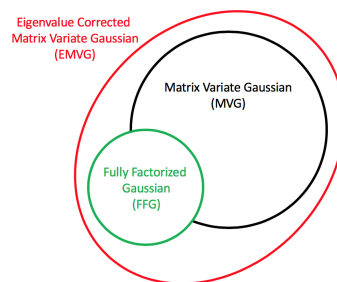 Eigenvalue Corrected
Matrix Variate Gaussian
(EMVG)
Matrix Variate Gaussian
(MVG)
Fully Factorized
Gaussian
(FFG)